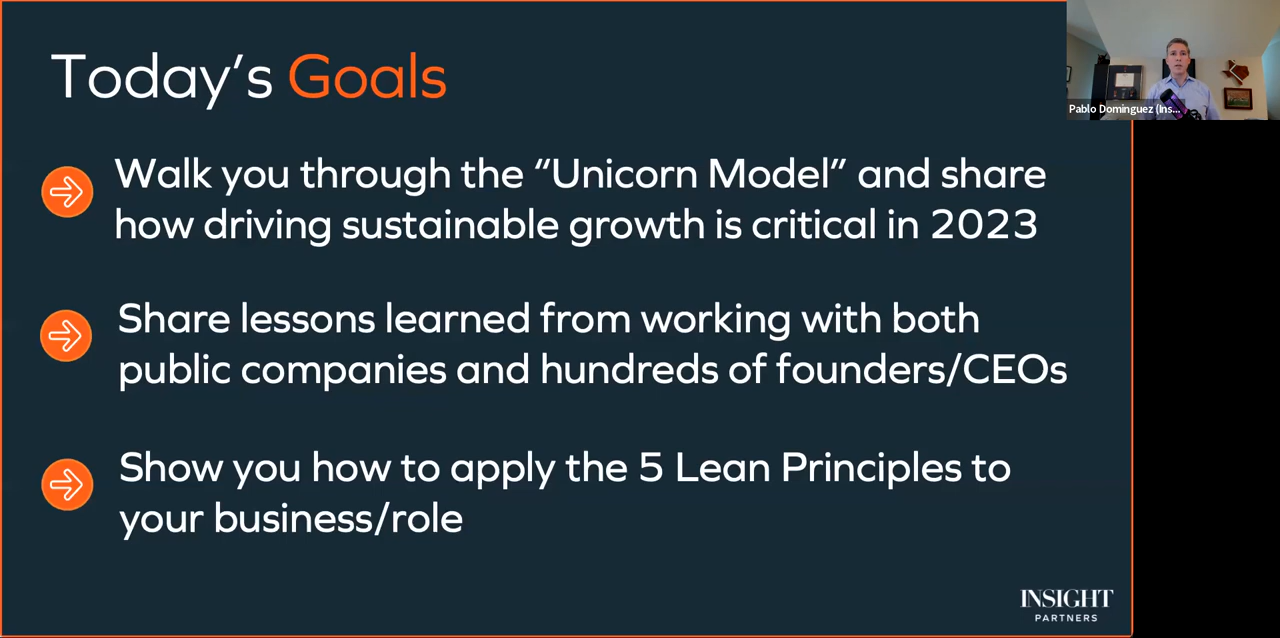 Today’s Goals
Pablo Dominguez (Ins...
Walk you through the “Unicorn Model” and share
how driving sustainable growth is critical in 2023
Share lessons learned from working with both
public companies and hundreds of founders/CEOs
Show you how to apply the 5 Lean Principles to
your business/role
INSIGHT
PARTNERS